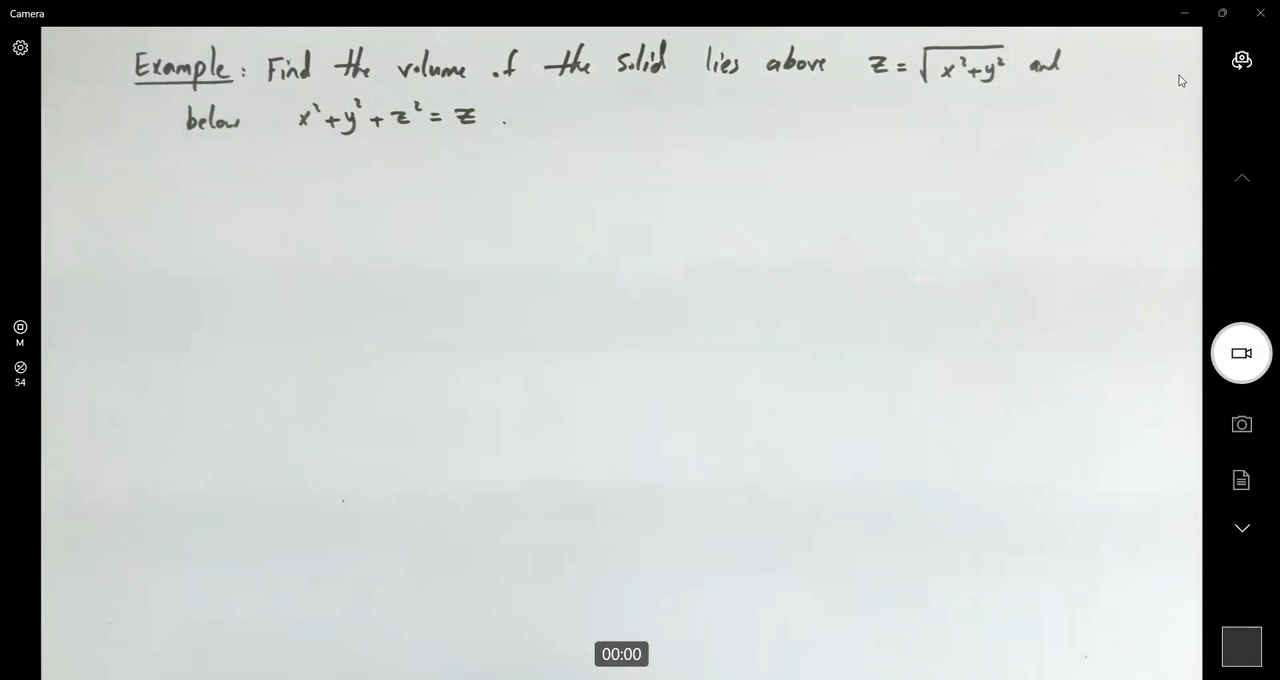 Camera
Example: Find the volume of the solid lies above z = √x²+y² and
below x²+y²+z² = z .
M
54
00:00